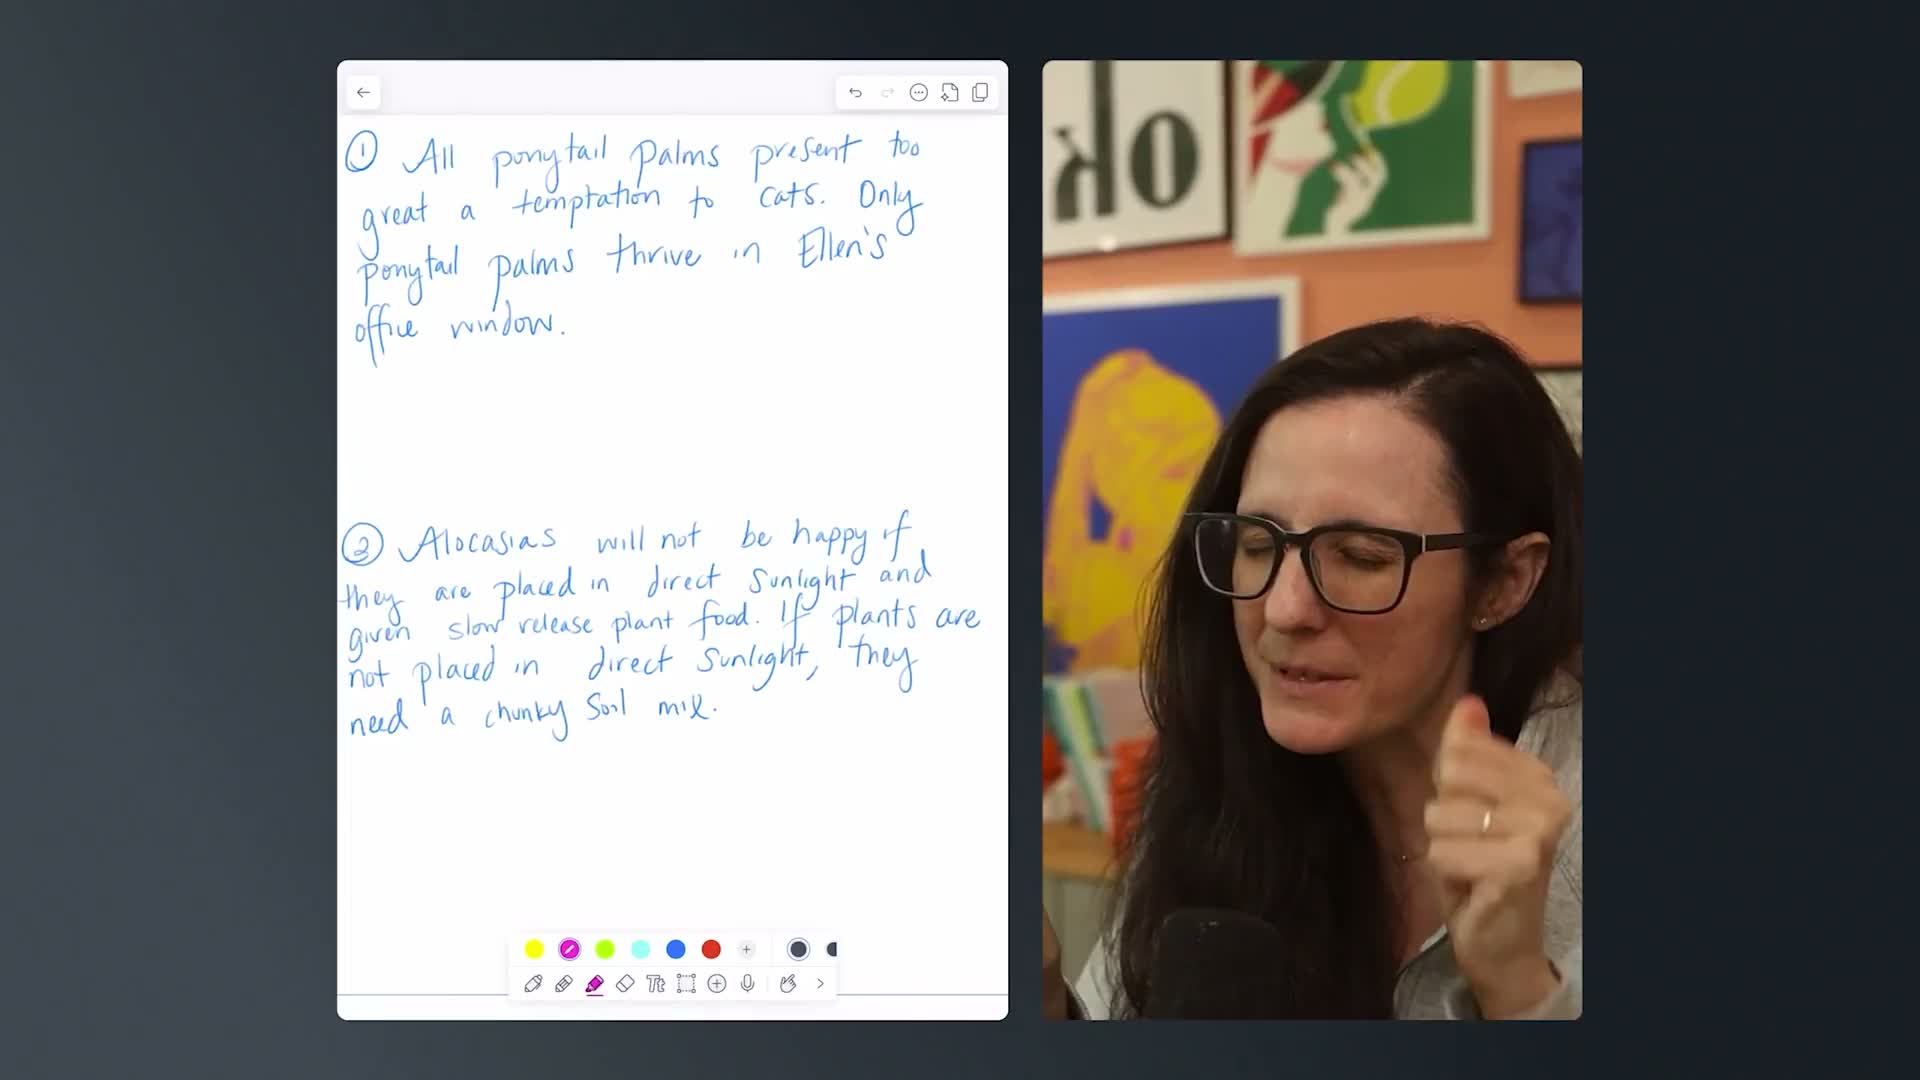 ① All ponytail palms present too
great a temptation to cats. Only
ponytail palms thrive in Ellen's
office window.
② Alocasias will not be happy if
they are placed in direct sunlight and
given slow release plant food. If plants are
not placed in direct sunlight, they
need a chunky soil mix.
Tt
ok